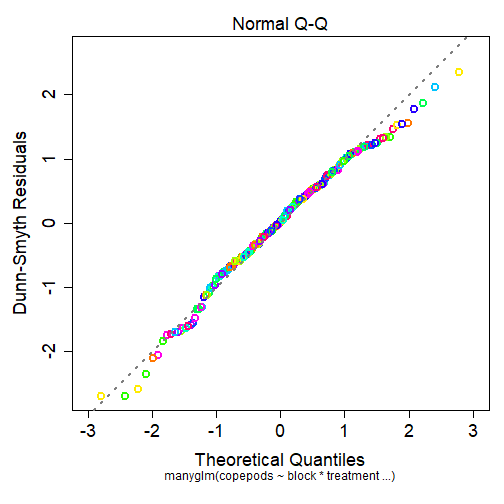 Normal Q-Q
Dunn-Smyth Residuals
2
1
0
-1
-2
-3 -2 -1 0 1 2 3
Theoretical Quantiles
manyglm(copepods ~ block * treatment ...)